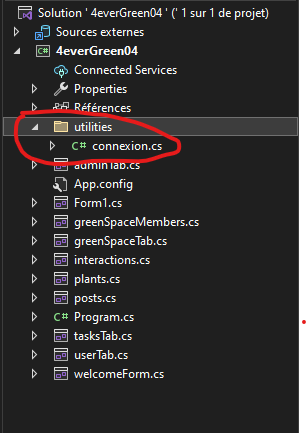 Solution ' 4everGreen04 ' (' 1 sur 1 de projet)
Sources externes
C# 4everGreen04
Connected Services
Properties
Références
utilities
C# connexion.cs
adminTab.cs
App.config
Form1.cs
greenSpaceMembers.cs
greenSpaceTab.cs
interactions.cs
plants.cs
posts.cs
C# Program.cs
tasksTab.cs
userTab.cs
welcomeForm.cs